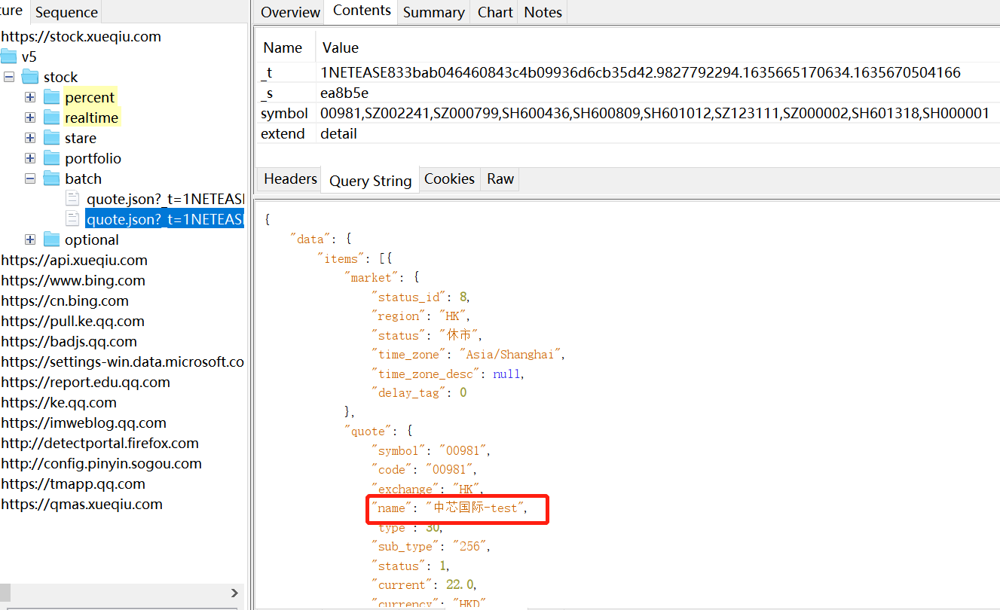 ture Sequence
https://stock.xueqiu.com
v5
stock
percent
realtime
stare
portfolio
batch
quote.json?_t=1NETEASI
quote.json?_t=1NETEASI
optional
https://api.xueqiu.com
https://www.bing.com
https://cn.bing.com
https://pull.ke.qq.com
https://badjs.qq.com
https://settings-win.data.microsoft.co
https://report.edu.qq.com
https://ke.qq.com
https://imweblog.qq.com
http://detectportal.firefox.com
http://config.pinyin.sogou.com
https://tmapp.qq.com
https://qmas.xueqiu.com
Overview Contents Summary Chart Notes
Name Value
_t 1NETEASE833bab046460843c4b09936d6cb35d42.9827792294.1635665170634.1635670504166
_s ea8b5e
symbol 00981,SZ002241,SZ000799,SH600436,SH600809,SH601012,SZ123111,SZ000002,SH601318,SH000001
extend detail
Headers Query String Cookies Raw
{
"data": {
"items": [{
"market": {
"status_id": 8,
"region": "HK",
"status": "休市",
"time_zone": "Asia/Shanghai",
"time_zone_desc": null,
"delay_tag": 0
},
"quote": {
"symbol": "00981",
"code": "00981",
"exchange": "HK",
"name": "中芯国际-test",
"type": 30,
"sub_type": "256",
"status": 1,
"current": 22.0,
"currency": "HKD"